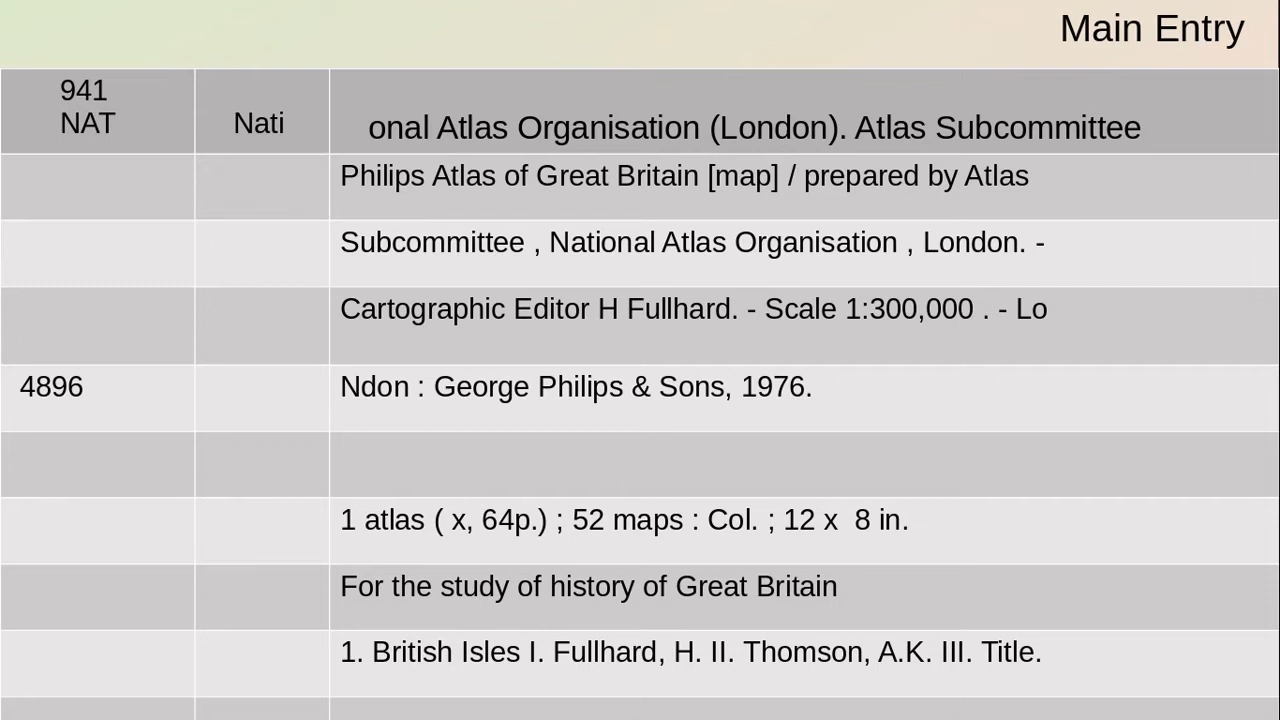 Main Entry
941
NAT
Nati onal Atlas Organisation (London). Atlas Subcommittee
Philips Atlas of Great Britain [map] / prepared by Atlas
Subcommittee , National Atlas Organisation , London. -
Cartographic Editor H Fullhard. - Scale 1:300,000 . - Lo
4896 Ndon : George Philips & Sons, 1976.
1 atlas ( x, 64p.) ; 52 maps : Col. ; 12 x 8 in.
For the study of history of Great Britain
1. British Isles I. Fullhard, H. II. Thomson, A.K. III. Title.